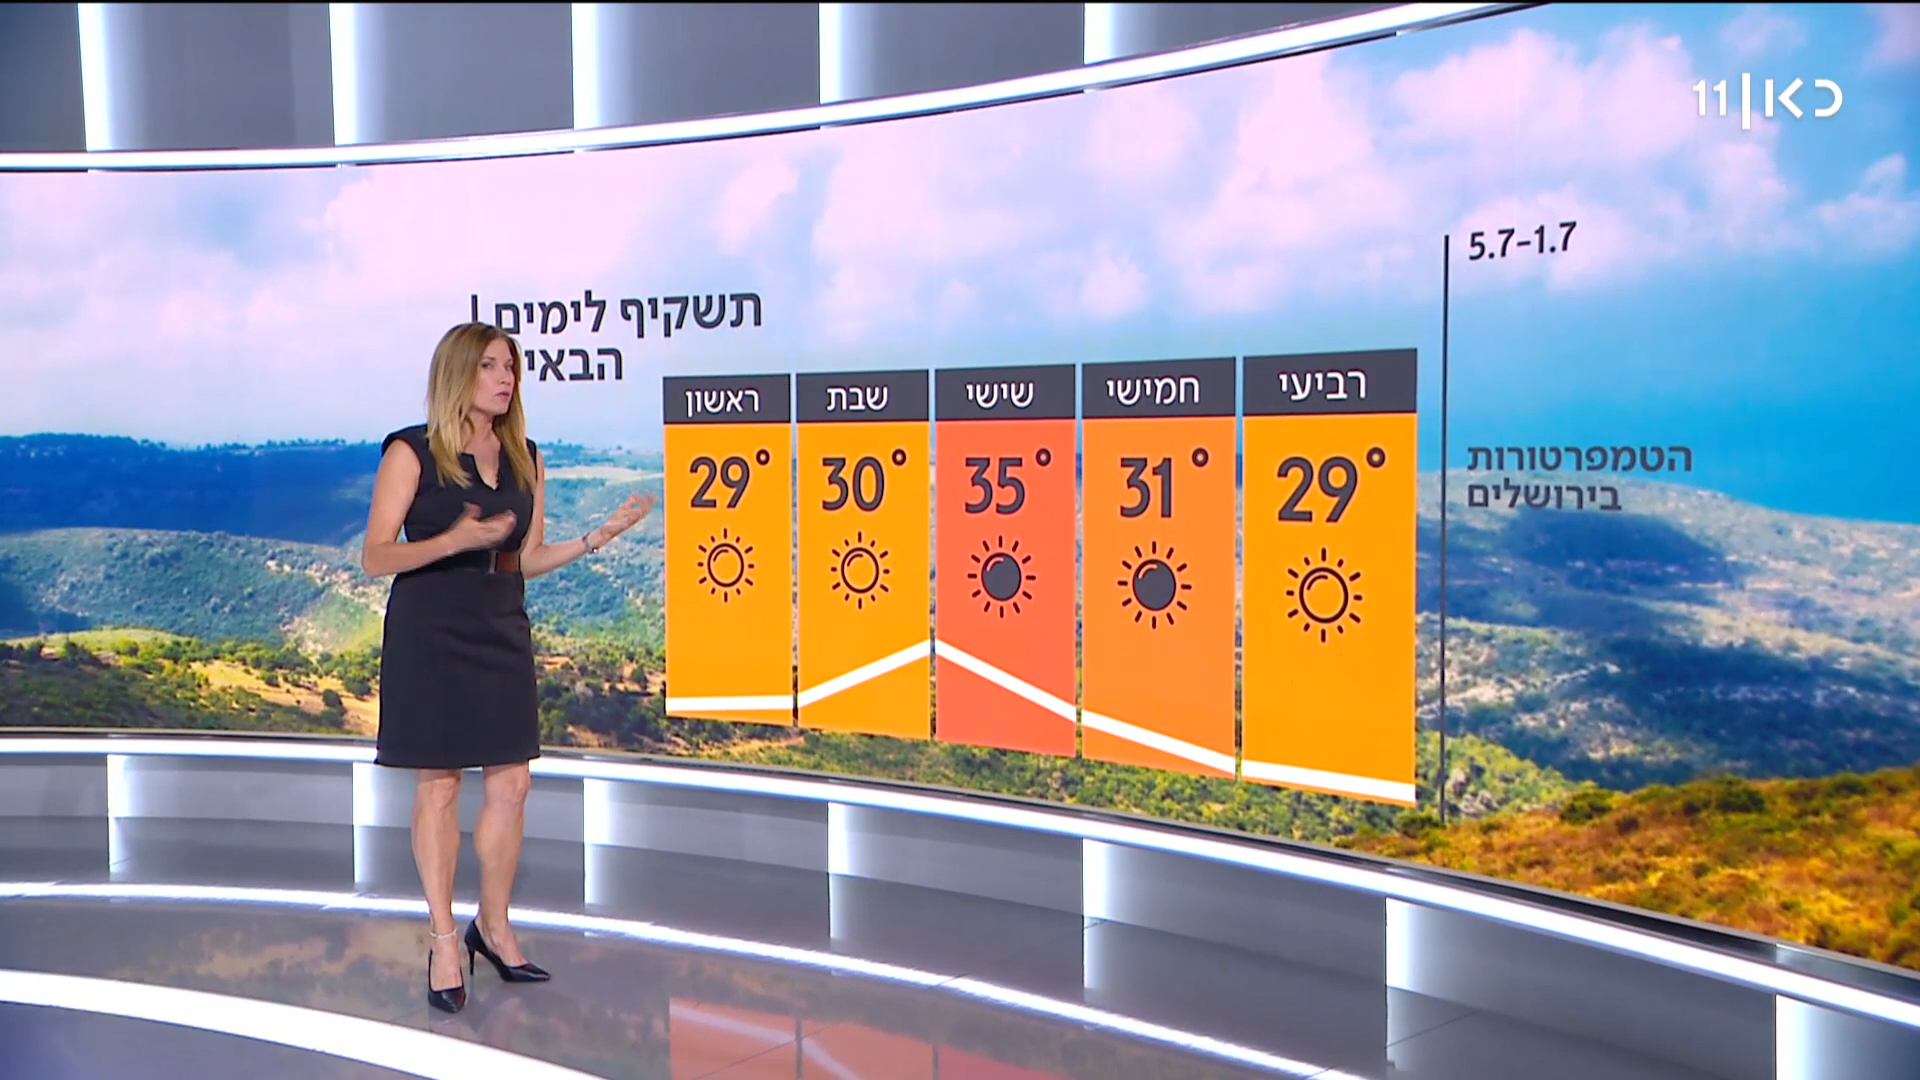 כאן 11
5.7-1.7
תשקיף לימים
הטמפרטורות
בירושלים
רביעי
חמישי
שישי
שבת
ראשון
29°
31°
35°
30°
29°